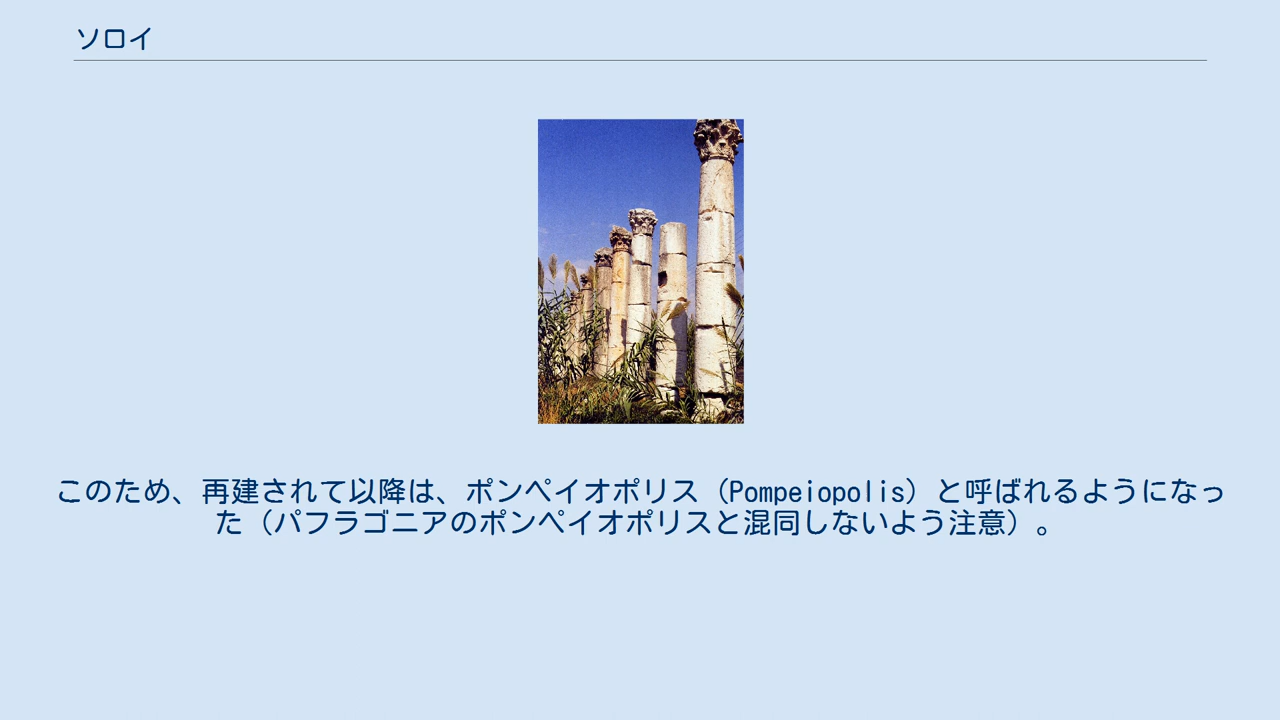 ソロイ
このため、再建されて以降は、ポンペイオポリス（Pompeiopolis）と呼ばれるようになっ
た（パフラゴニアのポンペイオポリスと混同しないよう注意）。